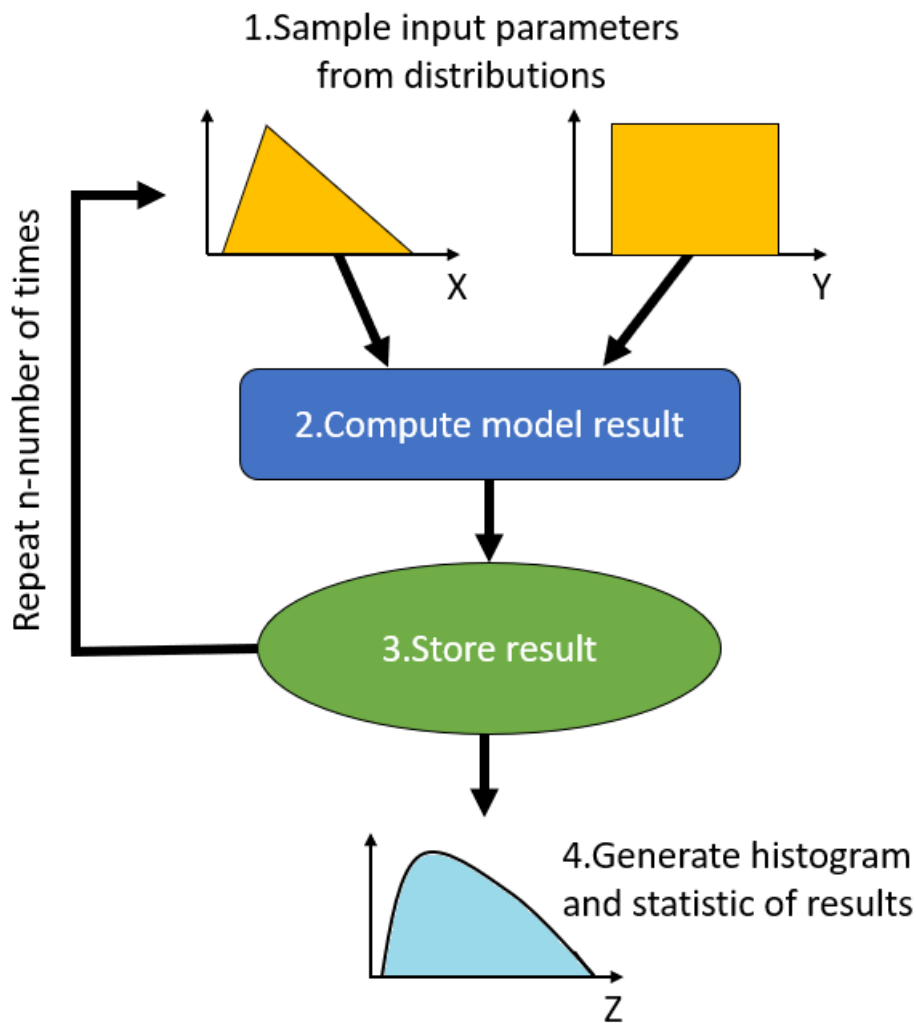 1.Sample input parameters
from distributions
X
Y
Repeat n-number of times
2.Compute model result
3.Store result
4.Generate histogram
and statistic of results
Z